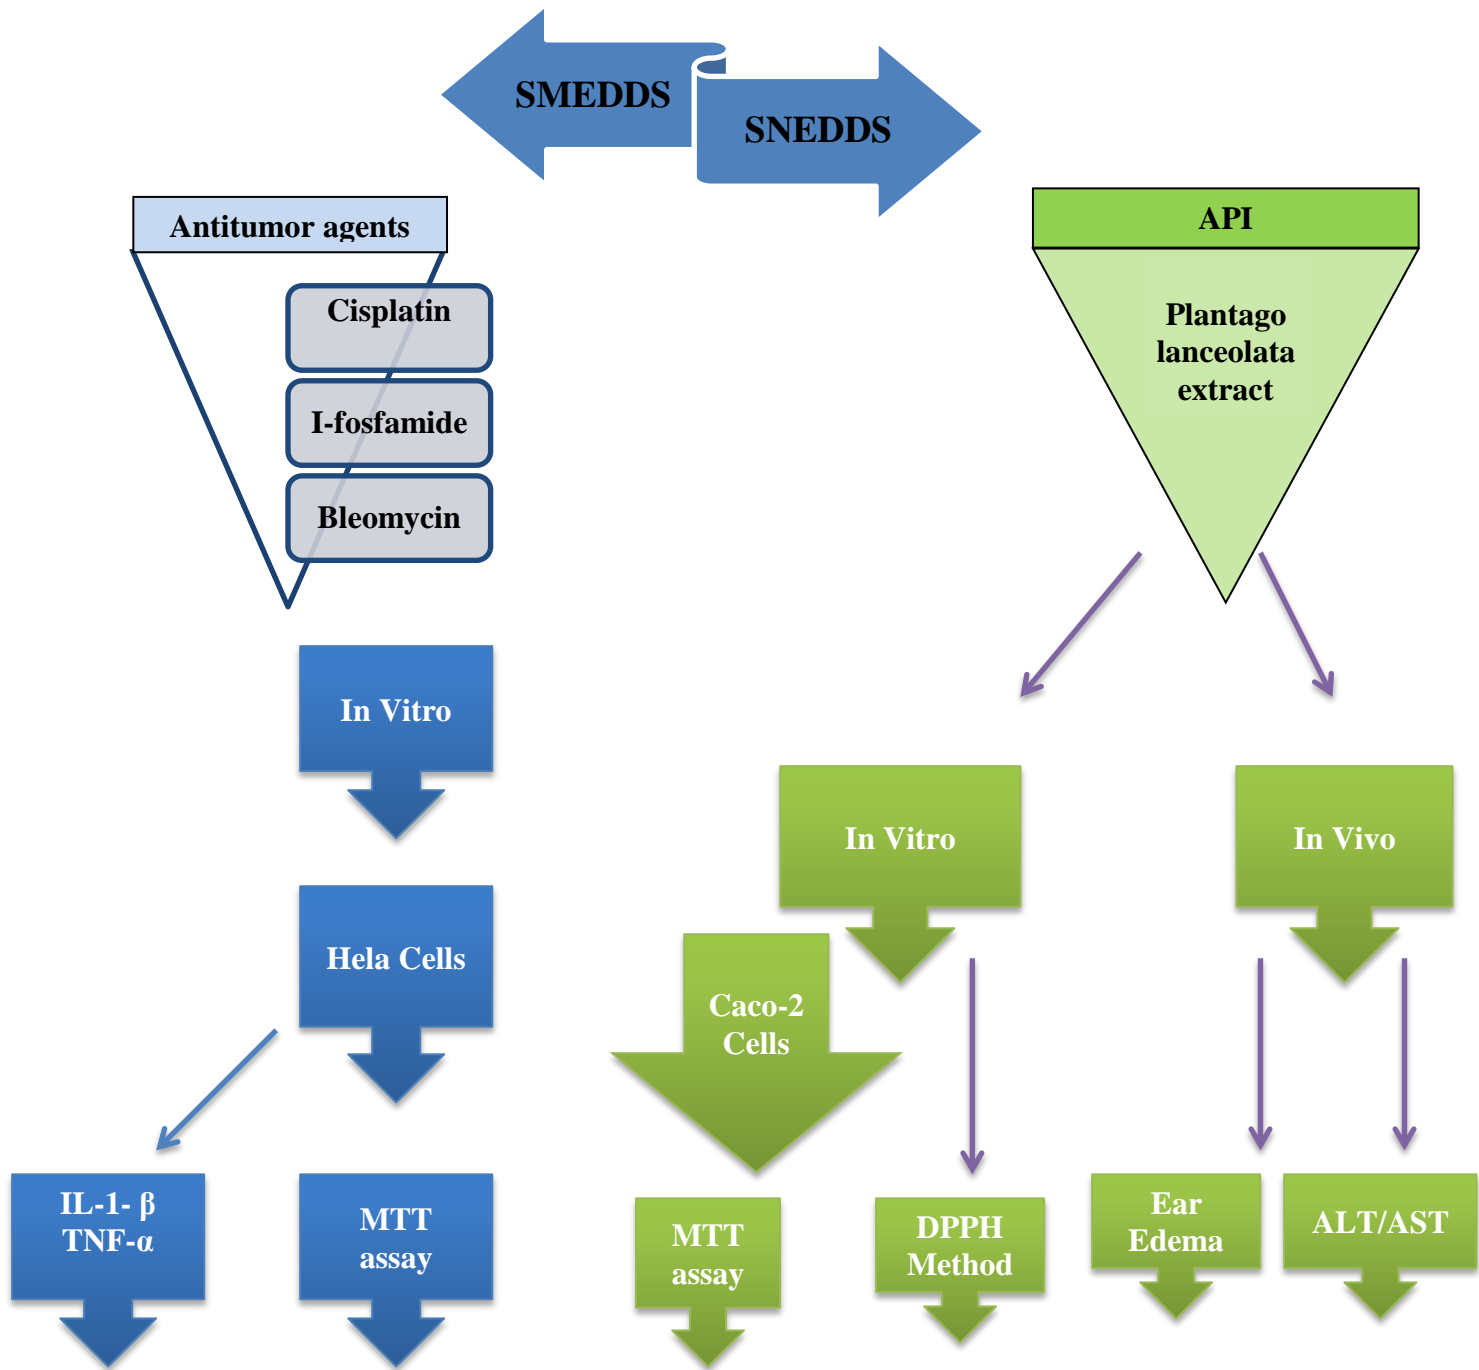 SMEDDS
SNEDDS
Antitumor agents
Cisplatin
I-fosfamide
Bleomycin
API
Plantago
lanceolata
extract
In Vitro
Hela Cells
IL-1- β
TNF-α
MTT
assay
In Vitro
In Vivo
Caco-2
Cells
MTT
assay
DPPH
Method
Ear
Edema
ALT/AST